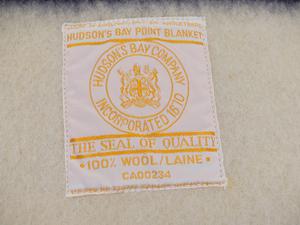 HUDSON'S BAY POINT BLANKET
HUDSON'S BAY COMPANY
INCORPORATED 1670
THE SEAL OF QUALITY
• 100% WOOL/LAINE •
CA00234